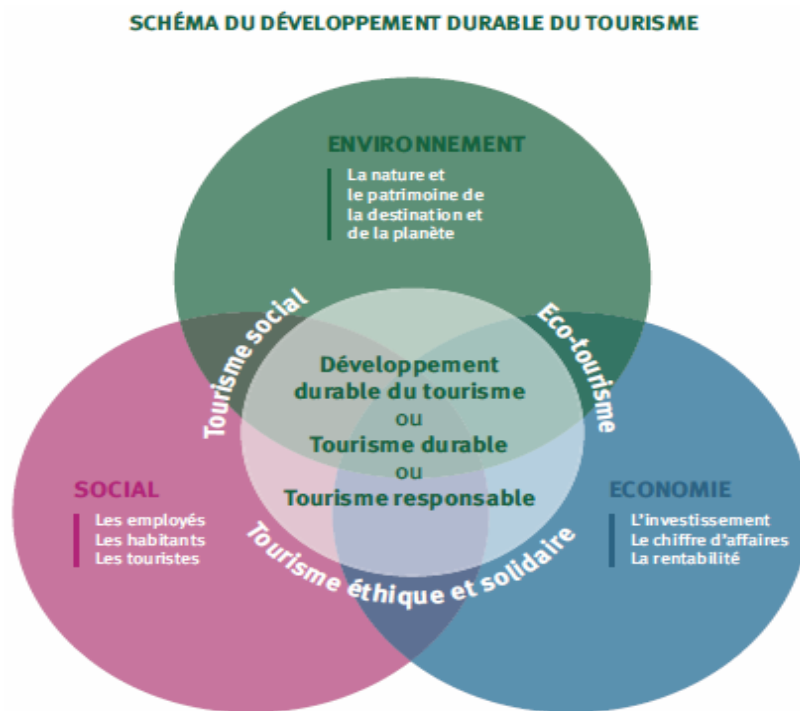 SCHÉMA DU DÉVELOPPEMENT DURABLE DU TOURISME
ENVIRONNEMENT
La nature et
le patrimoine de
la destination et
de la planète
Tourisme social
Eco-tourisme
Développement
durable du tourisme
ou
Tourisme durable
ou
Tourisme responsable
SOCIAL
Les employés
Les habitants
Les touristes
ECONOMIE
L'investissement
Le chiffre d'affaires
La rentabilité
Tourisme éthique et solidaire